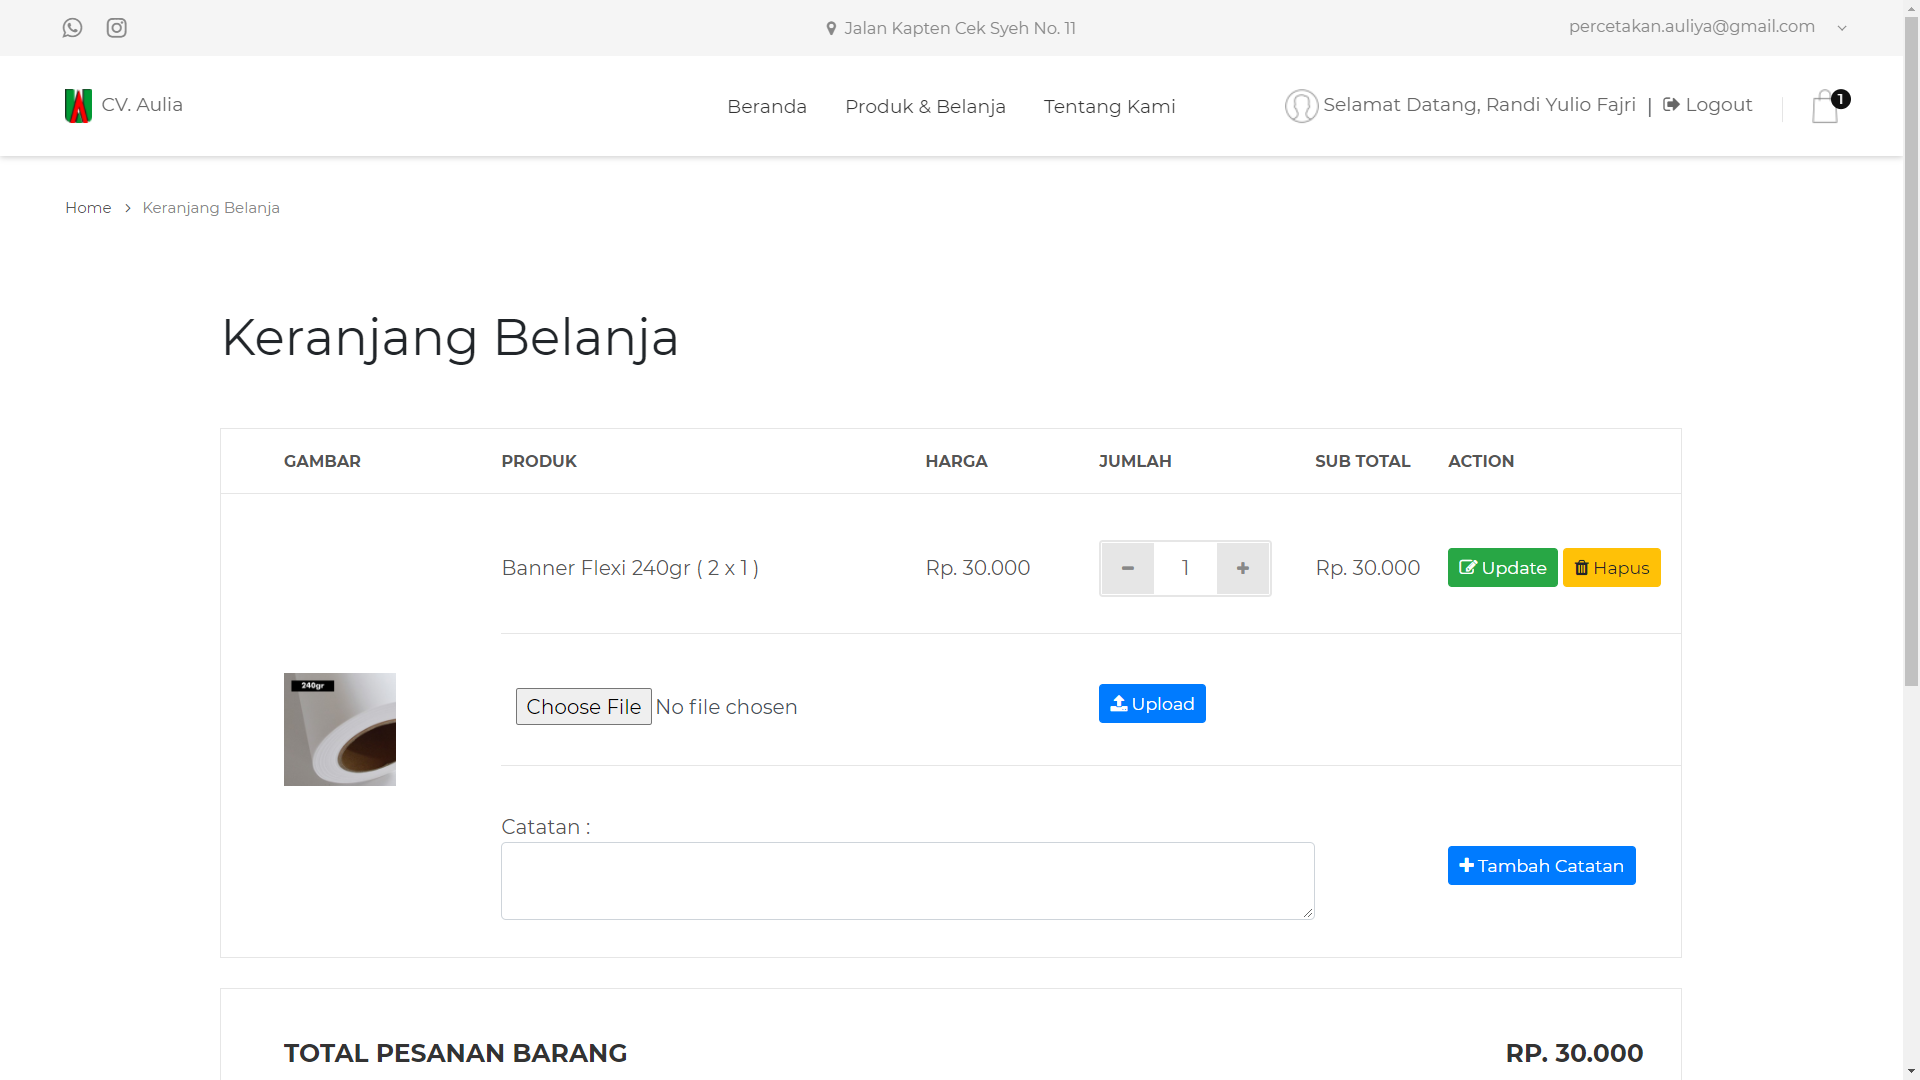 Jalan Kapten Cek Syeh No. 11
percetakan.auliya@gmail.com
CV. Aulia
Beranda Produk & Belanja Tentang Kami
Selamat Datang, Randi Yulio Fajri | Logout
1
Home > Keranjang Belanja
Keranjang Belanja
GAMBAR PRODUK HARGA JUMLAH SUB TOTAL ACTION
Banner Flexi 240gr ( 2 x 1 ) Rp. 30.000 - 1 + Rp. 30.000 Update Hapus
240gr
Choose File No file chosen Upload
Catatan :
+ Tambah Catatan
TOTAL PESANAN BARANG RP. 30.000